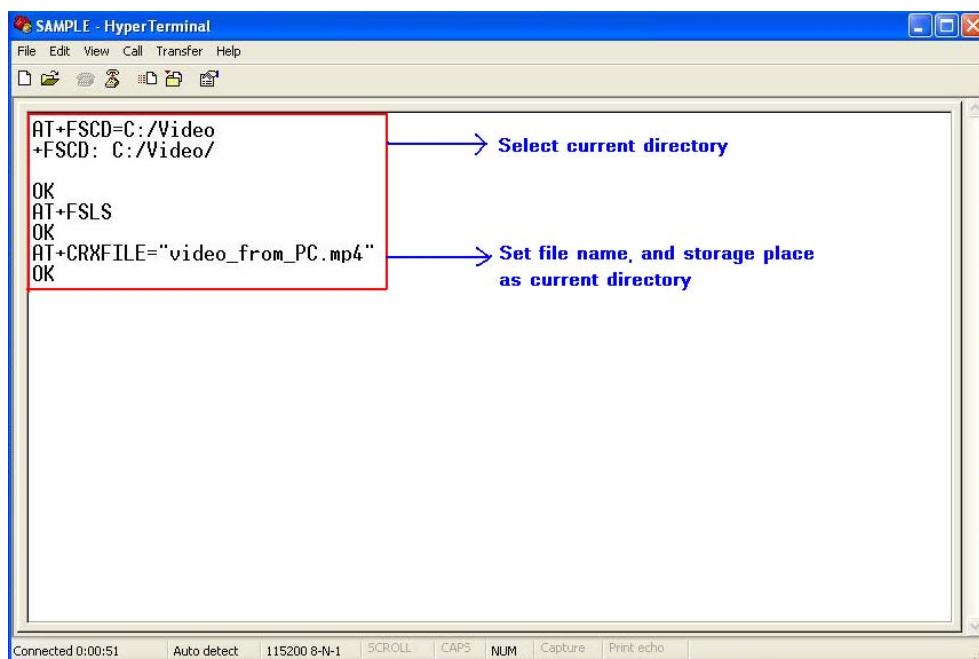 SAMPLE - HyperTerminal
File Edit View Call Transfer Help
AT+FSCD=C:/Video
+FSCD: C:/Video/
Select current directory
OK
AT+FSLS
OK
AT+CRXFILE="video_from_PC.mp4"
OK
Set file name, and storage place
as current directory
Connected 0:00:51 Auto detect 115200 8-N-1 SCROLL CAPS NUM Capture Print echo